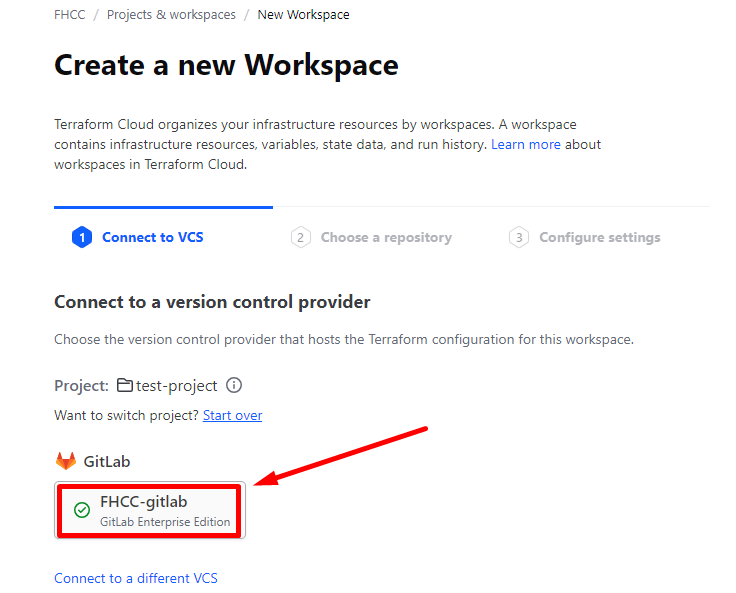 FHCC / Projects & workspaces / New Workspace
Create a new Workspace
Terraform Cloud organizes your infrastructure resources by workspaces. A workspace
contains infrastructure resources, variables, state data, and run history. Learn more about
workspaces in Terraform Cloud.
1 Connect to VCS 2 Choose a repository 3 Configure settings
Connect to a version control provider
Choose the version control provider that hosts the Terraform configuration for this workspace.
Project: test-project
Want to switch project? Start over
GitLab
FHCC-gitlab
GitLab Enterprise Edition
Connect to a different VCS